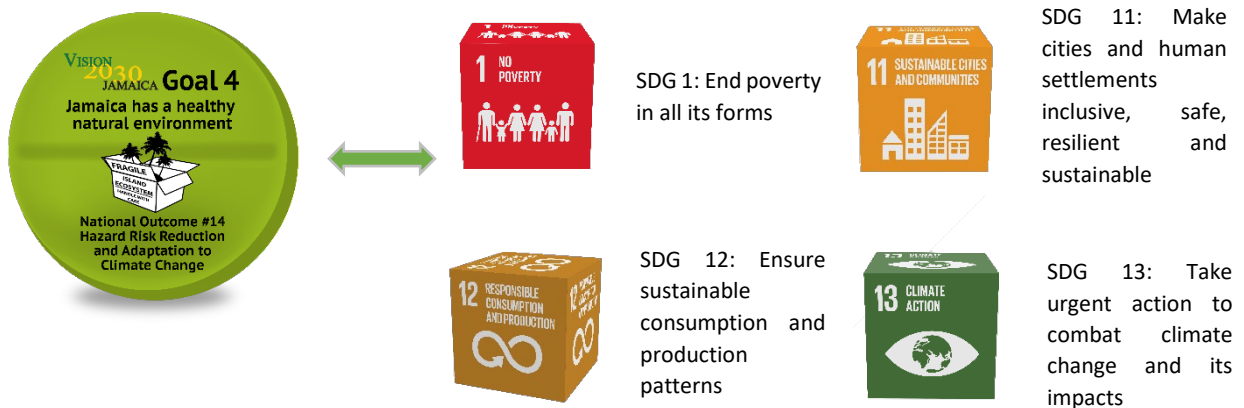 VISION
2030
JAMAICA Goal 4
Jamaica has a healthy
natural environment
FRAGILE
ISLAND
ECOSYSTEM
HANDLE WITH
CARE
National Outcome #14
Hazard Risk Reduction
and Adaptation to
Climate Change
1 NO
POVERTY
SDG 1: End poverty
in all its forms
11 SUSTAINABLE CITIES
AND COMMUNITIES
SDG 11: Make
cities and human
settlements
inclusive, safe,
resilient and
sustainable
12 RESPONSIBLE
CONSUMPTION
AND PRODUCTION
12
SDG 12: Ensure
sustainable
consumption and
production
patterns
13 CLIMATE
ACTION
SDG 13: Take
urgent action to
combat climate
change and its
impacts